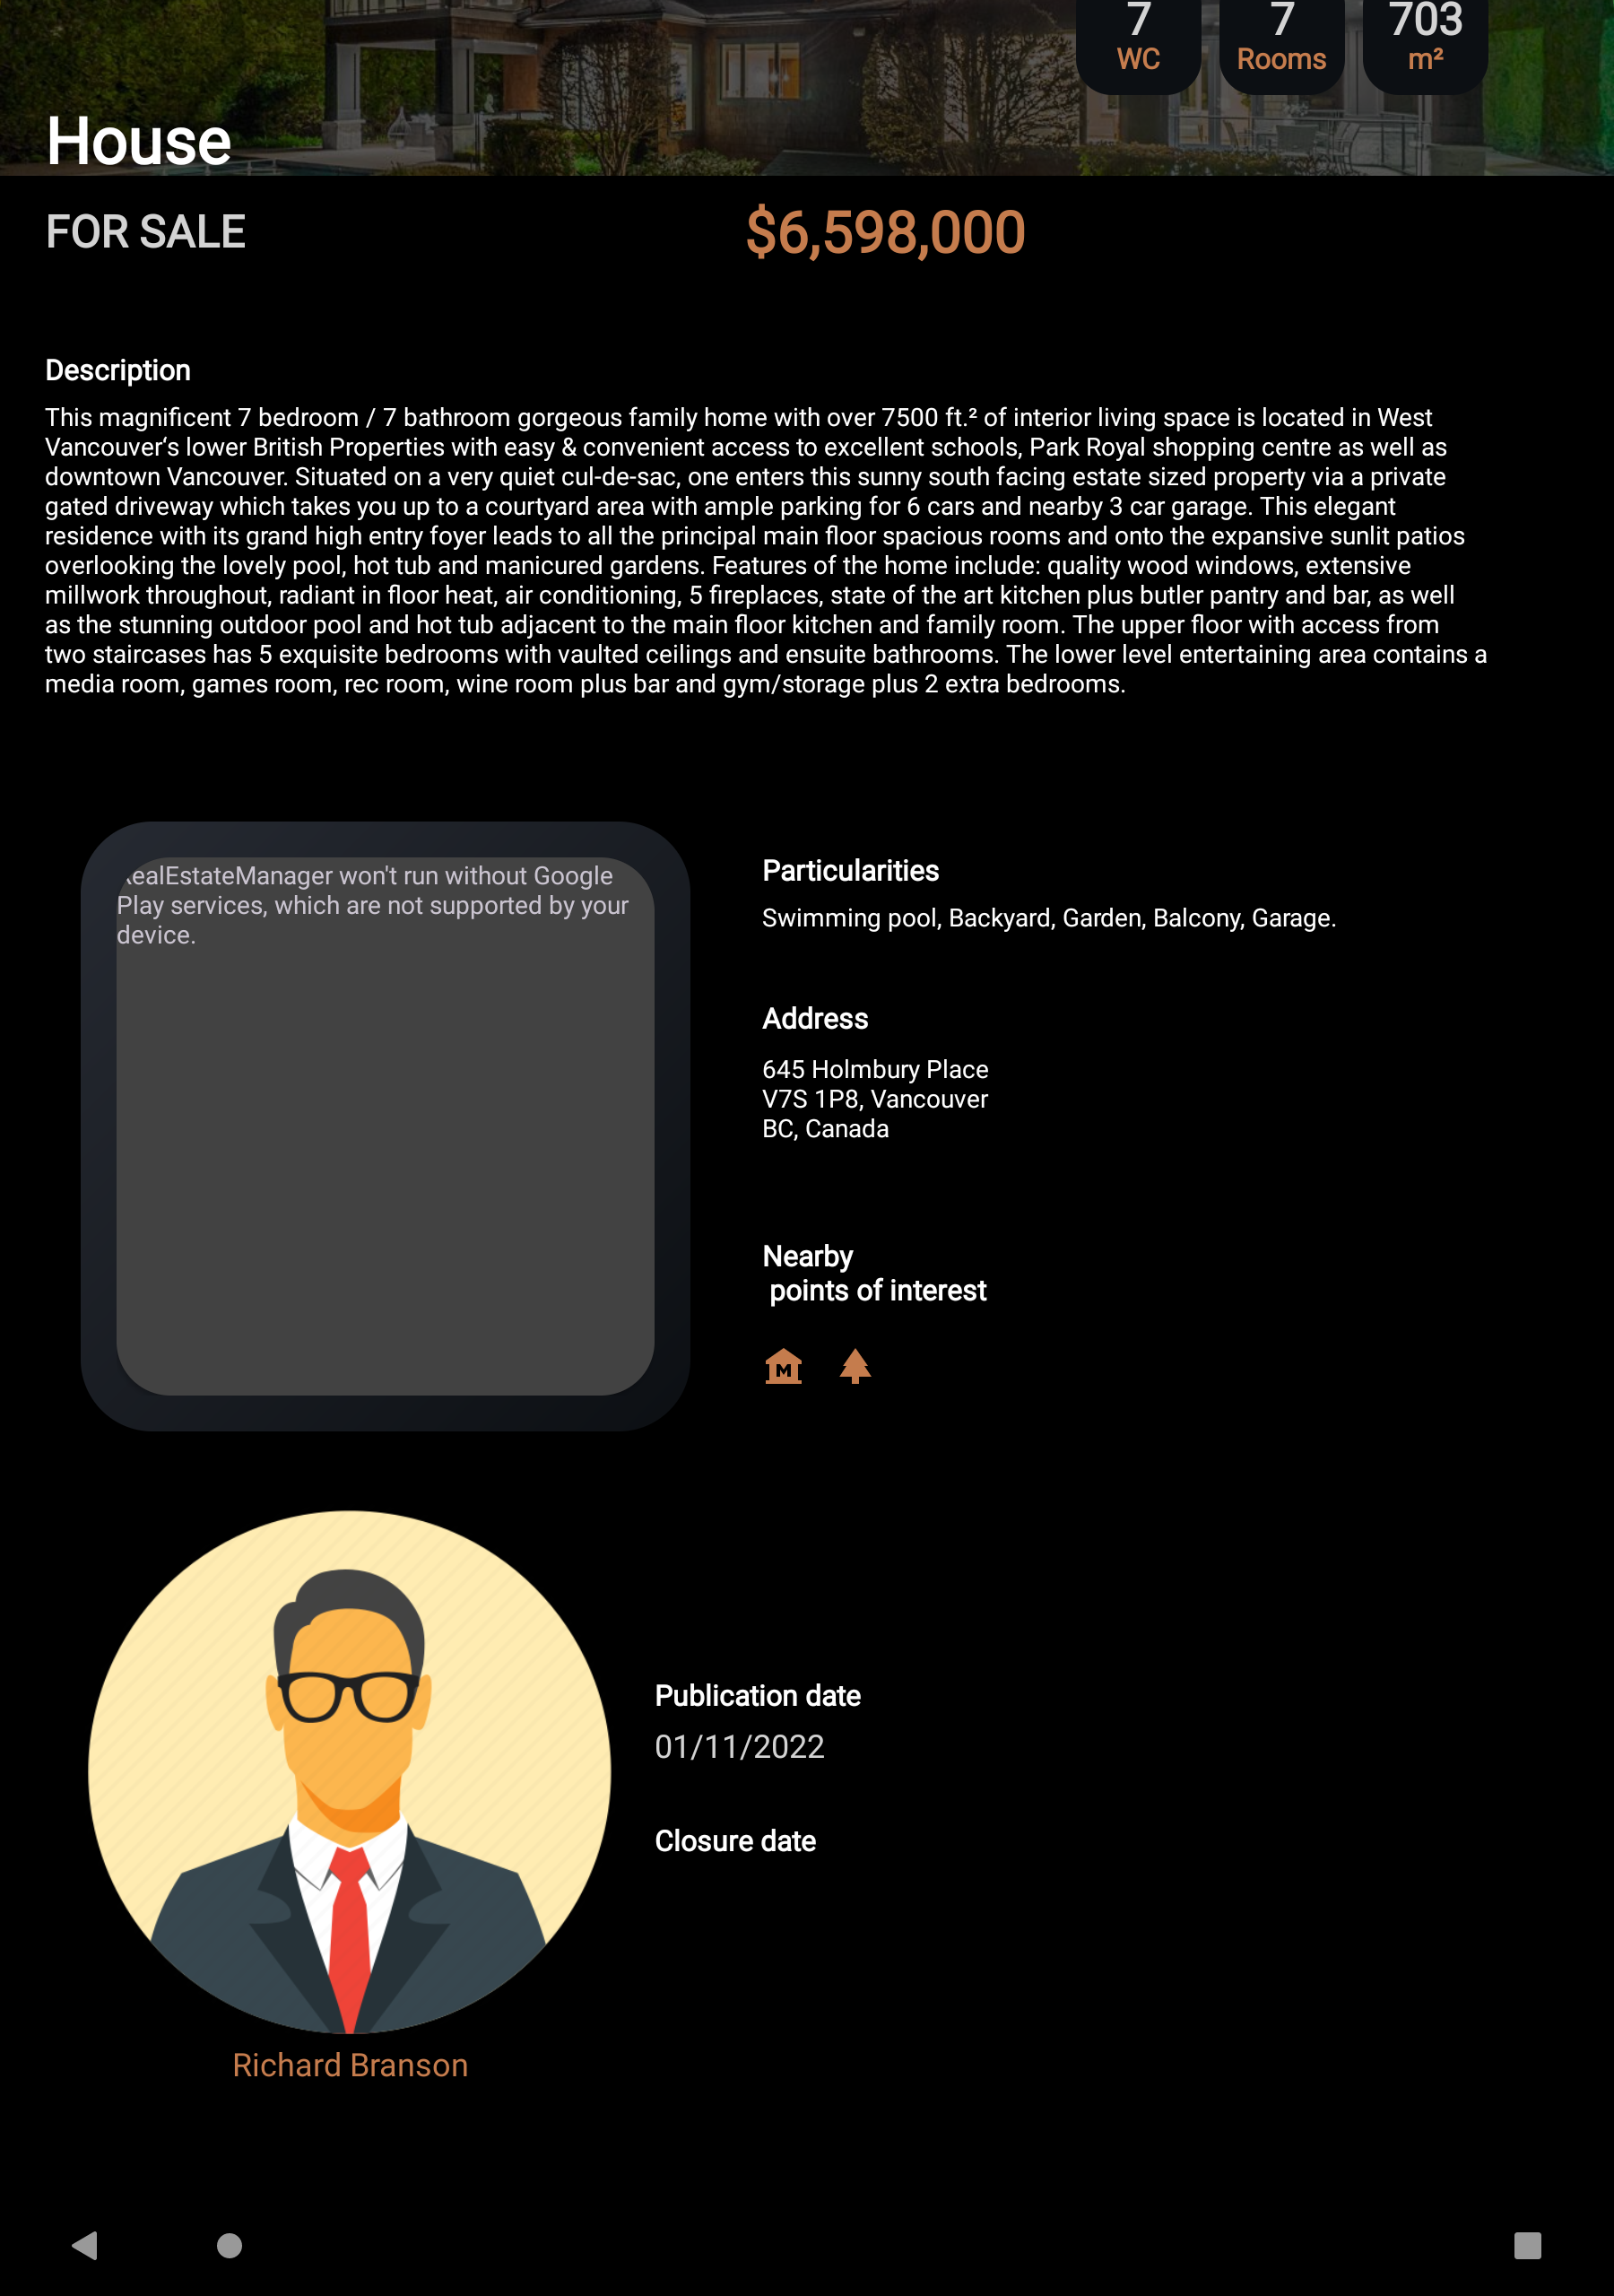 7
WC
7
Rooms
703
m²
House
FOR SALE
$6,598,000
Description
This magnificent 7 bedroom / 7 bathroom gorgeous family home with over 7500 ft.² of interior living space is located in West
Vancouver‘s lower British Properties with easy & convenient access to excellent schools, Park Royal shopping centre as well as
downtown Vancouver. Situated on a very quiet cul-de-sac, one enters this sunny south facing estate sized property via a private
gated driveway which takes you up to a courtyard area with ample parking for 6 cars and nearby 3 car garage. This elegant
residence with its grand high entry foyer leads to all the principal main floor spacious rooms and onto the expansive sunlit patios
overlooking the lovely pool, hot tub and manicured gardens. Features of the home include: quality wood windows, extensive
millwork throughout, radiant in floor heat, air conditioning, 5 fireplaces, state of the art kitchen plus butler pantry and bar, as well
as the stunning outdoor pool and hot tub adjacent to the main floor kitchen and family room. The upper floor with access from
two staircases has 5 exquisite bedrooms with vaulted ceilings and ensuite bathrooms. The lower level entertaining area contains a
media room, games room, rec room, wine room plus bar and gym/storage plus 2 extra bedrooms.
RealEstateManager won't run without Google
Play services, which are not supported by your
device.
Particularities
Swimming pool, Backyard, Garden, Balcony, Garage.
Address
645 Holmbury Place
V7S 1P8, Vancouver
BC, Canada
Nearby
points of interest
M
Richard Branson
Publication date
01/11/2022
Closure date